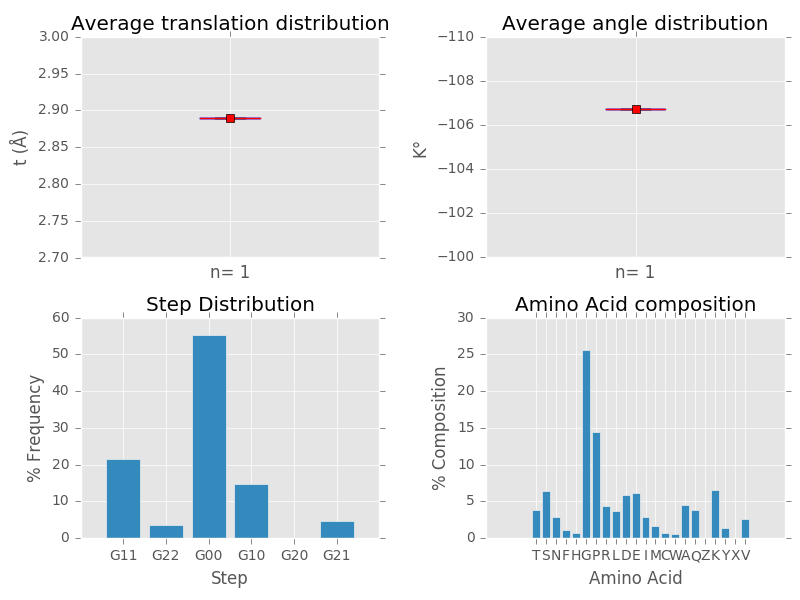 Average translation distribution
3.00
2.95
2.90
2.85
2.80
2.75
2.70
t (Å)
n= 1
Average angle distribution
−110
−108
−106
−104
−102
−100
K°
n= 1
Step Distribution
60
50
40
30
20
10
0
% Frequency
G11 G22 G00 G10 G20 G21
Step
Amino Acid composition
30
25
20
15
10
5
0
% Composition
T S N F H G P R L D E I M C W A Q Z K Y X V
Amino Acid